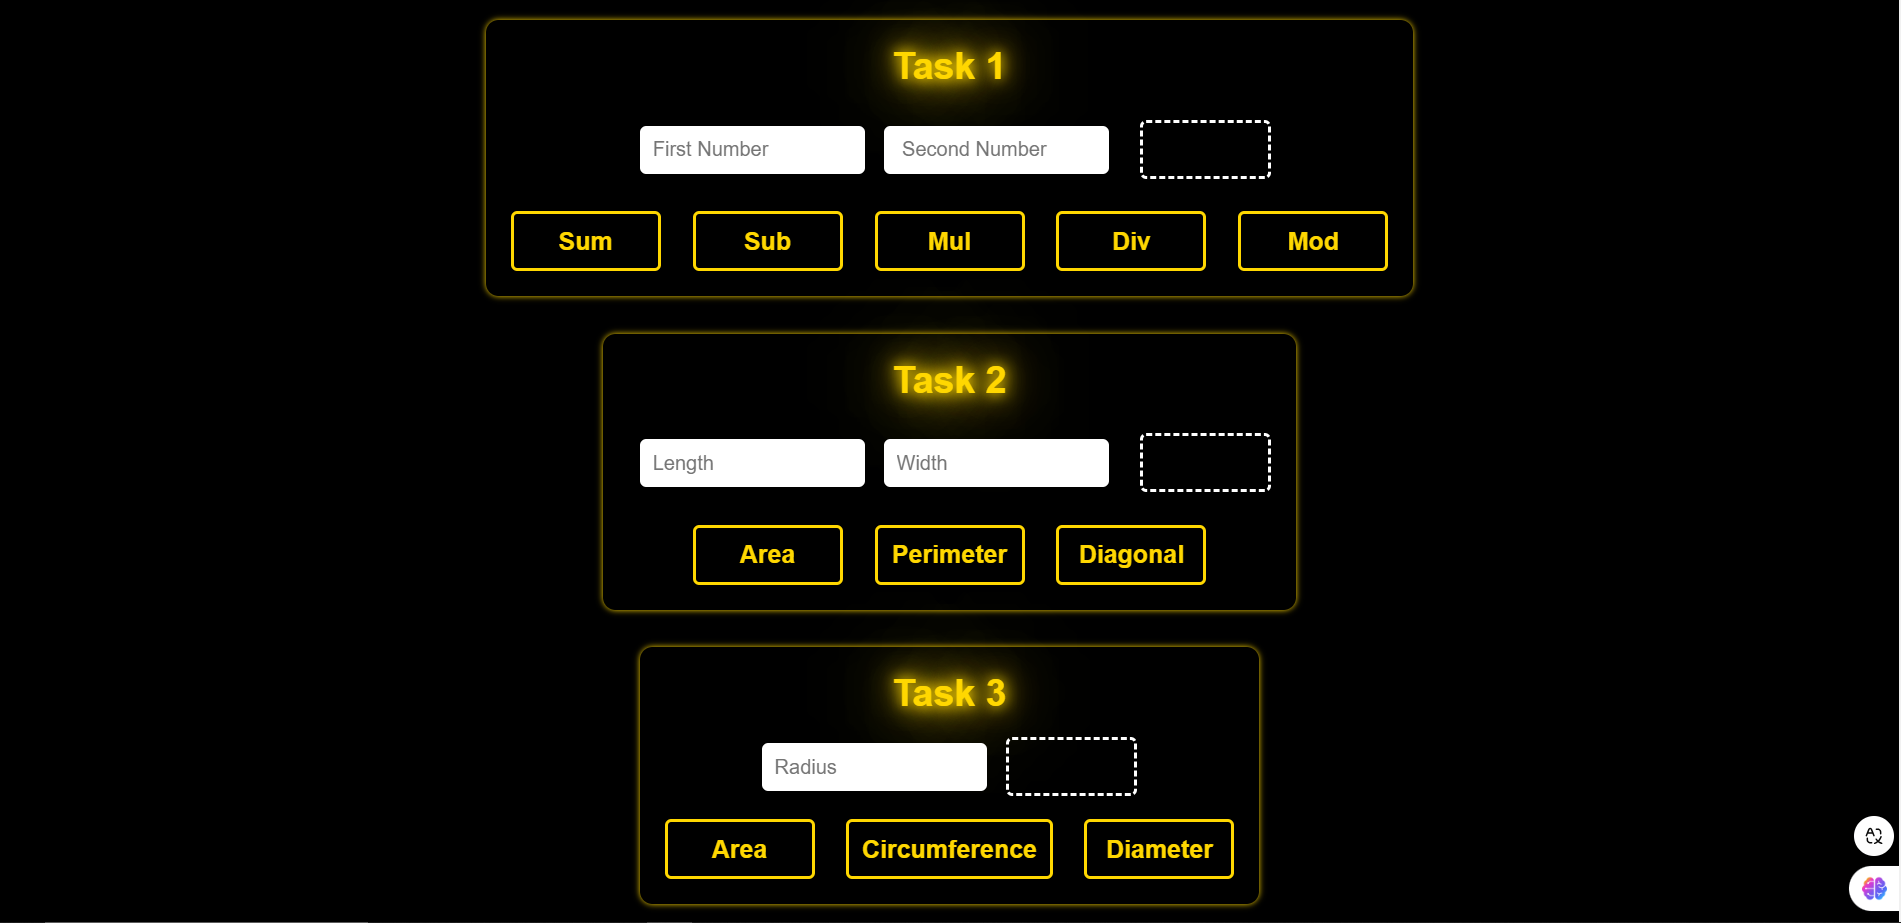 Task 1
First Number Second Number
Sum Sub Mul Div Mod
Task 2
Length Width
Area Perimeter Diagonal
Task 3
Radius
Area Circumference Diameter